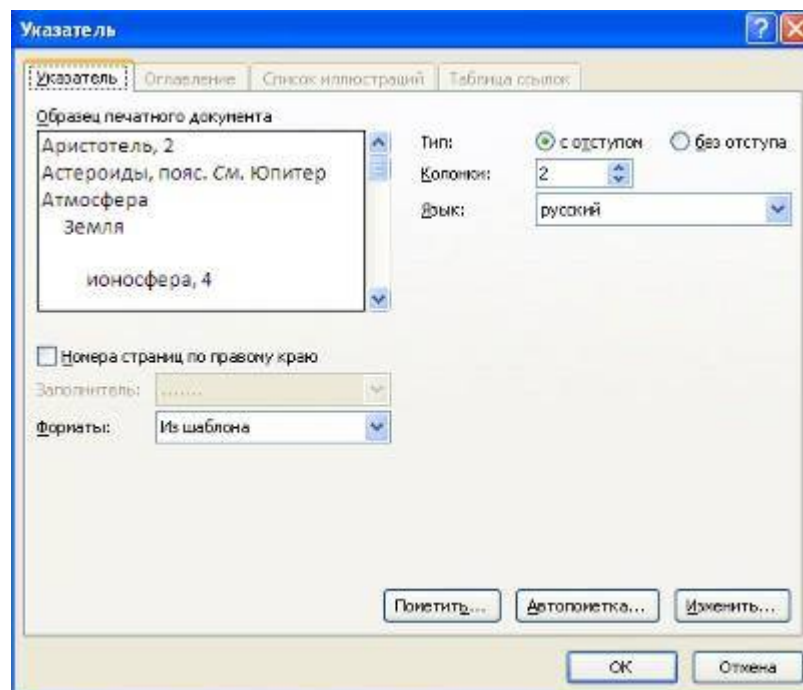 Указатель
Указатель Оглавление Список иллюстраций Таблица ссылок
Образец печатного документа
Аристотель, 2
Астероиды, пояс. См. Юпитер
Атмосфера
Земля
ионосфера, 4
Тип: с отступом без отступа
Колонки: 2
Язык: русский
Номера страниц по правому краю
Заполнитель: .......
Форматы: Из шаблона
Пометить... Автопометка... Изменить...
ОК Отмена